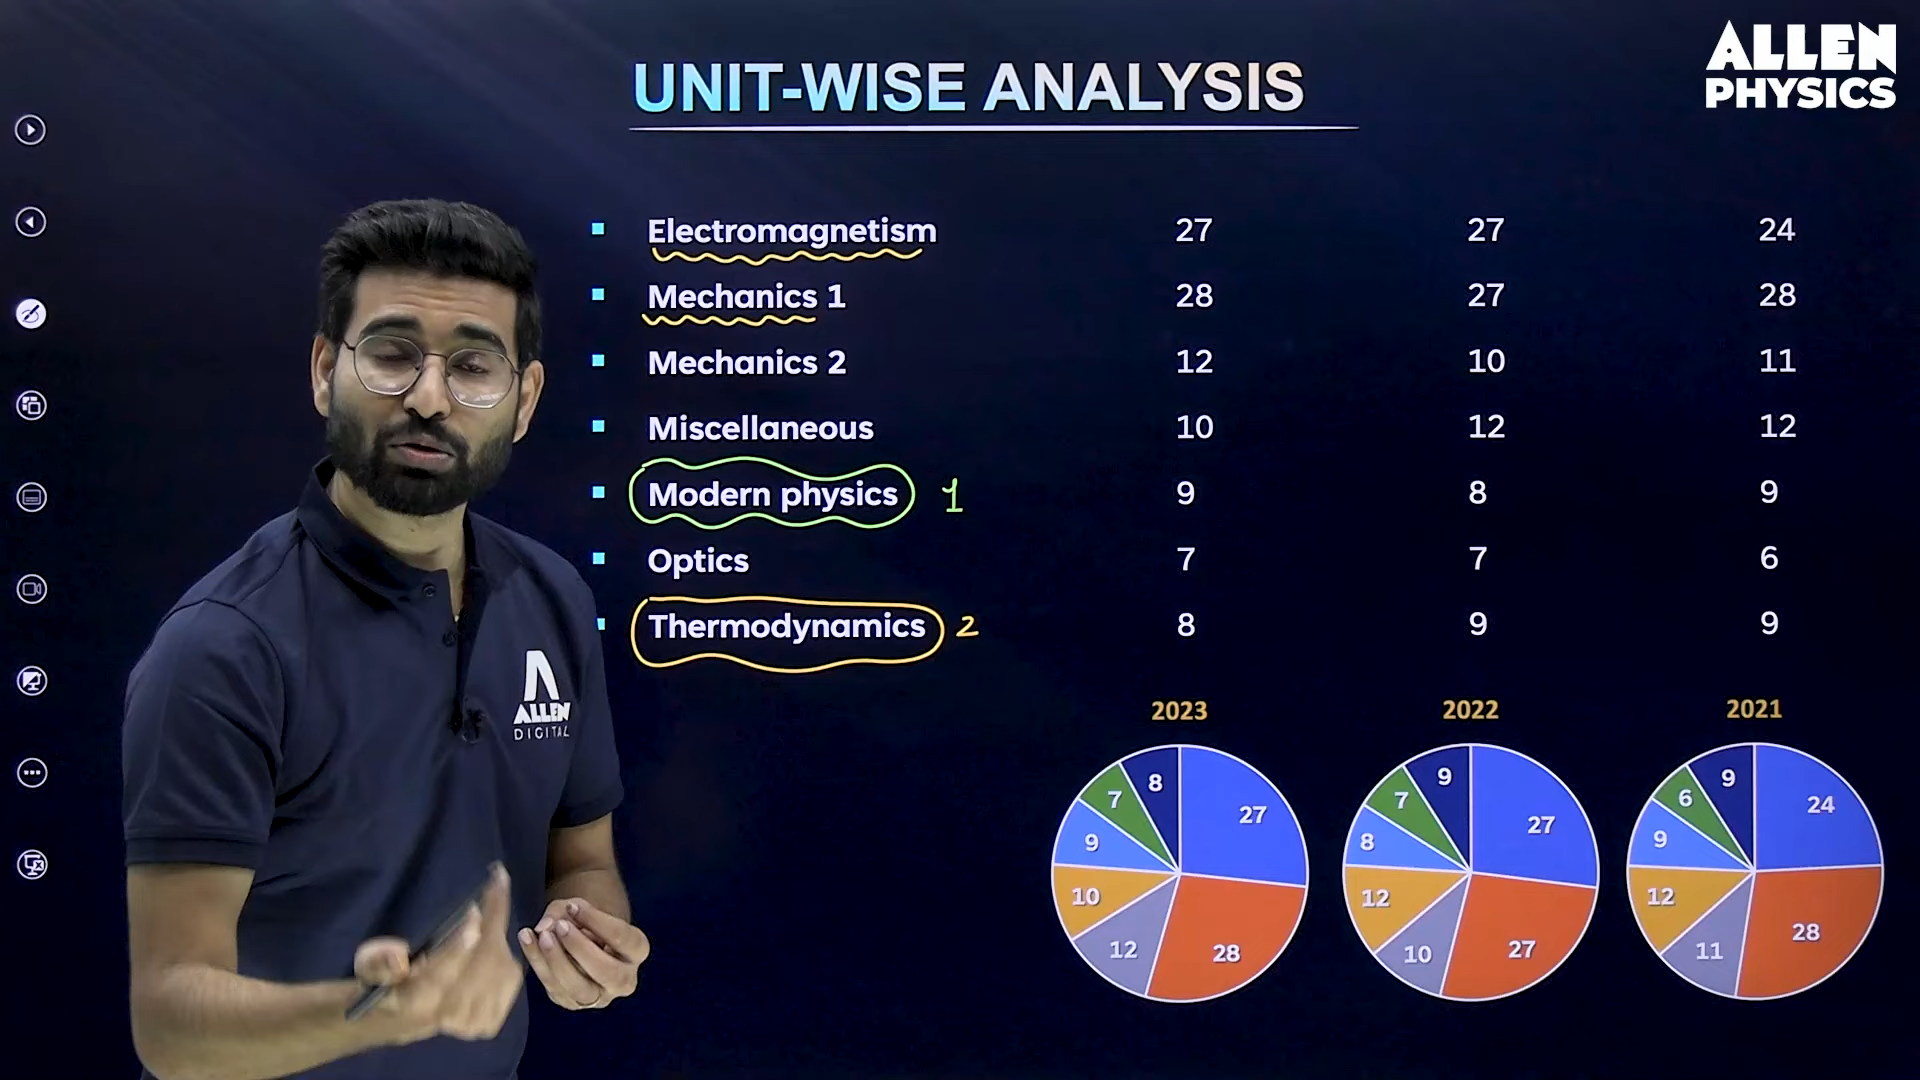 ALLEN
PHYSICS
UNIT-WISE ANALYSIS
Electromagnetism 27 27 24
Mechanics 1 28 27 28
Mechanics 2 12 10 11
Miscellaneous 10 12 12
Modern physics 1 9 8 9
Optics 7 7 6
Thermodynamics 2 8 9 9
ALLEN
DIGITAL
2023 2022 2021
8 27 28 12 10 9 7
9 27 27 10 12 8 7
9 24 28 11 12 9 6